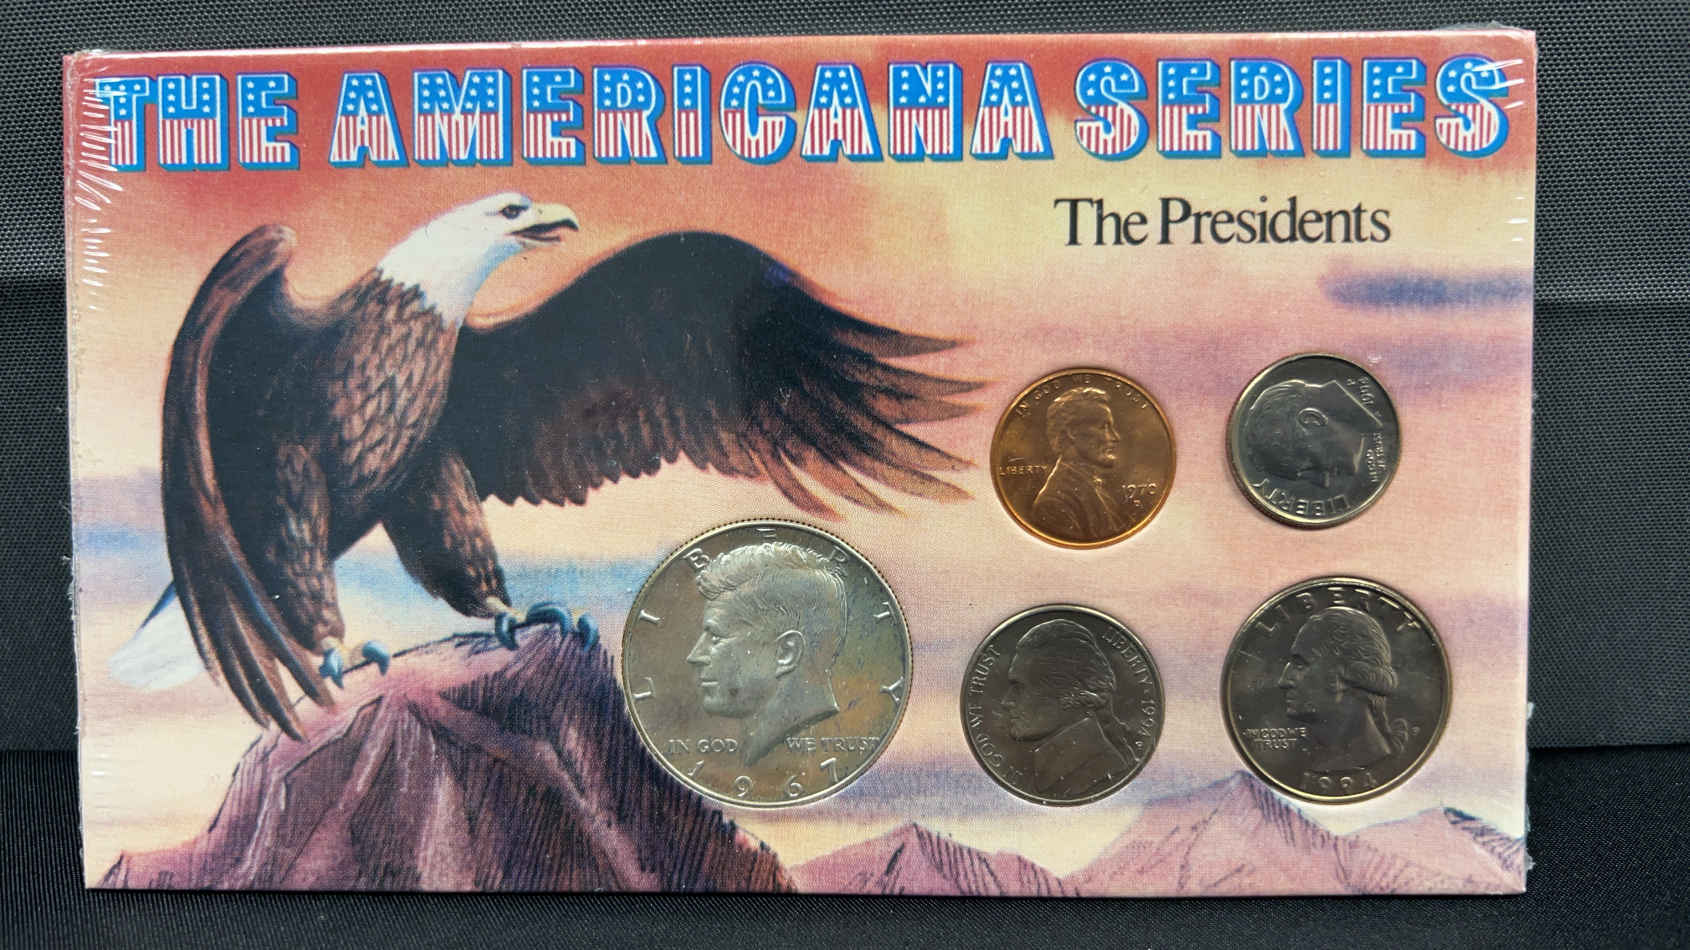 THE AMERICANA SERIES
The Presidents
IN GOD WE TRUST
LIBERTY
1970
LIBERTY
LIBERTY
IN GOD WE TRUST
1967
IN GOD WE TRUST
LIBERTY 1994
P
LIBERTY
IN GOD WE
TRUST
1994